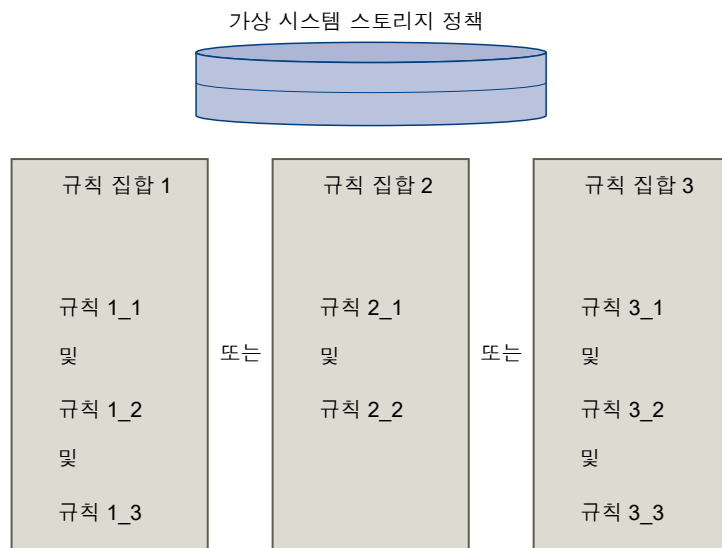 가상 시스템 스토리지 정책
규칙 집합 1
규칙 1_1
및
규칙 1_2
및
규칙 1_3
또는
규칙 집합 2
규칙 2_1
및
규칙 2_2
또는
규칙 집합 3
규칙 3_1
및
규칙 3_2
및
규칙 3_3